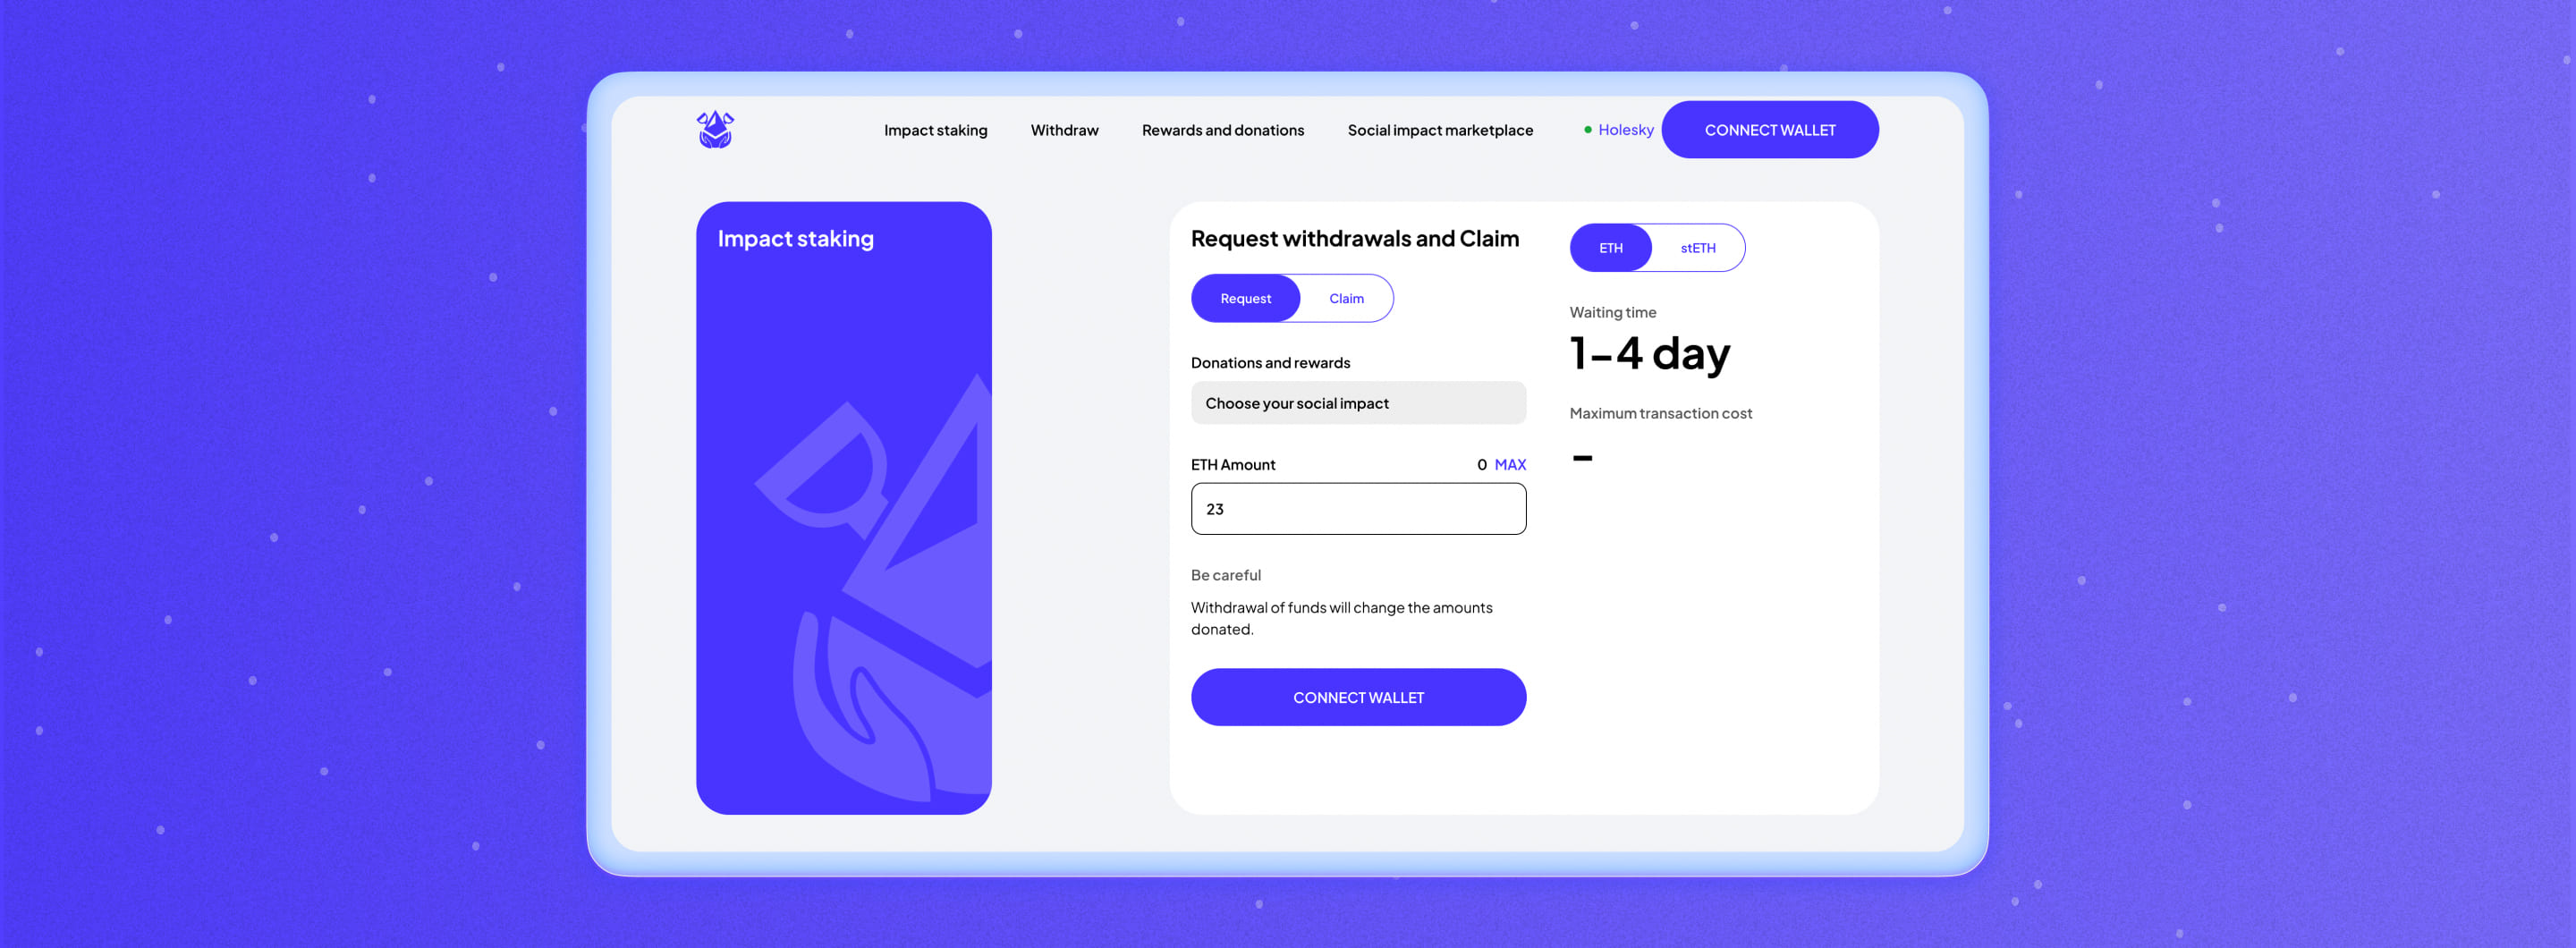 Impact staking
Withdraw
Rewards and donations
Social impact marketplace
Holesky
CONNECT WALLET
Impact staking
Request withdrawals and Claim
Request
Claim
Donations and rewards
Choose your social impact
ETH Amount
0 MAX
23
Be careful
Withdrawal of funds will change the amounts
donated.
CONNECT WALLET
ETH
stETH
Waiting time
1–4 day
Maximum transaction cost
–